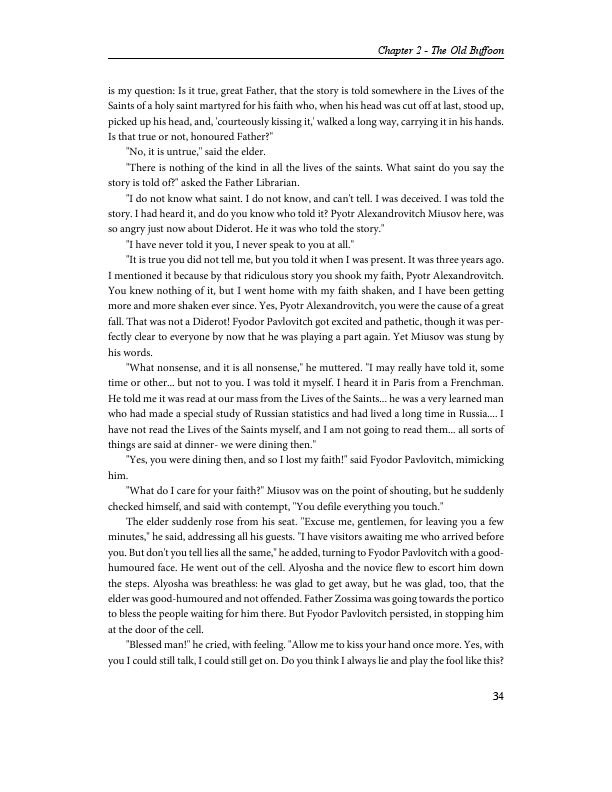 Chapter 2 - The Old Buffoon
is my question: Is it true, great Father, that the story is told somewhere in the Lives of the
Saints of a holy saint martyred for his faith who, when his head was cut off at last, stood up,
picked up his head, and, 'courteously kissing it,' walked a long way, carrying it in his hands.
Is that true or not, honoured Father?"
"No, it is untrue," said the elder.
"There is nothing of the kind in all the lives of the saints. What saint do you say the
story is told of?" asked the Father Librarian.
"I do not know what saint. I do not know, and can't tell. I was deceived. I was told the
story. I had heard it, and do you know who told it? Pyotr Alexandrovitch Miusov here, was
so angry just now about Diderot. He it was who told the story."
"I have never told it you, I never speak to you at all."
"It is true you did not tell me, but you told it when I was present. It was three years ago.
I mentioned it because by that ridiculous story you shook my faith, Pyotr Alexandrovitch.
You knew nothing of it, but I went home with my faith shaken, and I have been getting
more and more shaken ever since. Yes, Pyotr Alexandrovitch, you were the cause of a great
fall. That was not a Diderot! Fyodor Pavlovitch got excited and pathetic, though it was per-
fectly clear to everyone by now that he was playing a part again. Yet Miusov was stung by
his words.
"What nonsense, and it is all nonsense," he muttered. "I may really have told it, some
time or other... but not to you. I was told it myself. I heard it in Paris from a Frenchman.
He told me it was read at our mass from the Lives of the Saints... he was a very learned man
who had made a special study of Russian statistics and had lived a long time in Russia.... I
have not read the Lives of the Saints myself, and I am not going to read them... all sorts of
things are said at dinner- we were dining then."
"Yes, you were dining then, and so I lost my faith!" said Fyodor Pavlovitch, mimicking
him.
"What do I care for your faith?" Miusov was on the point of shouting, but he suddenly
checked himself, and said with contempt, "You defile everything you touch."
The elder suddenly rose from his seat. "Excuse me, gentlemen, for leaving you a few
minutes," he said, addressing all his guests. "I have visitors awaiting me who arrived before
you. But don't you tell lies all the same," he added, turning to Fyodor Pavlovitch with a good-
humoured face. He went out of the cell. Alyosha and the novice flew to escort him down
the steps. Alyosha was breathless: he was glad to get away, but he was glad, too, that the
elder was good-humoured and not offended. Father Zossima was going towards the portico
to bless the people waiting for him there. But Fyodor Pavlovitch persisted, in stopping him
at the door of the cell.
"Blessed man!" he cried, with feeling. "Allow me to kiss your hand once more. Yes, with
you I could still talk, I could still get on. Do you think I always lie and play the fool like this?
34